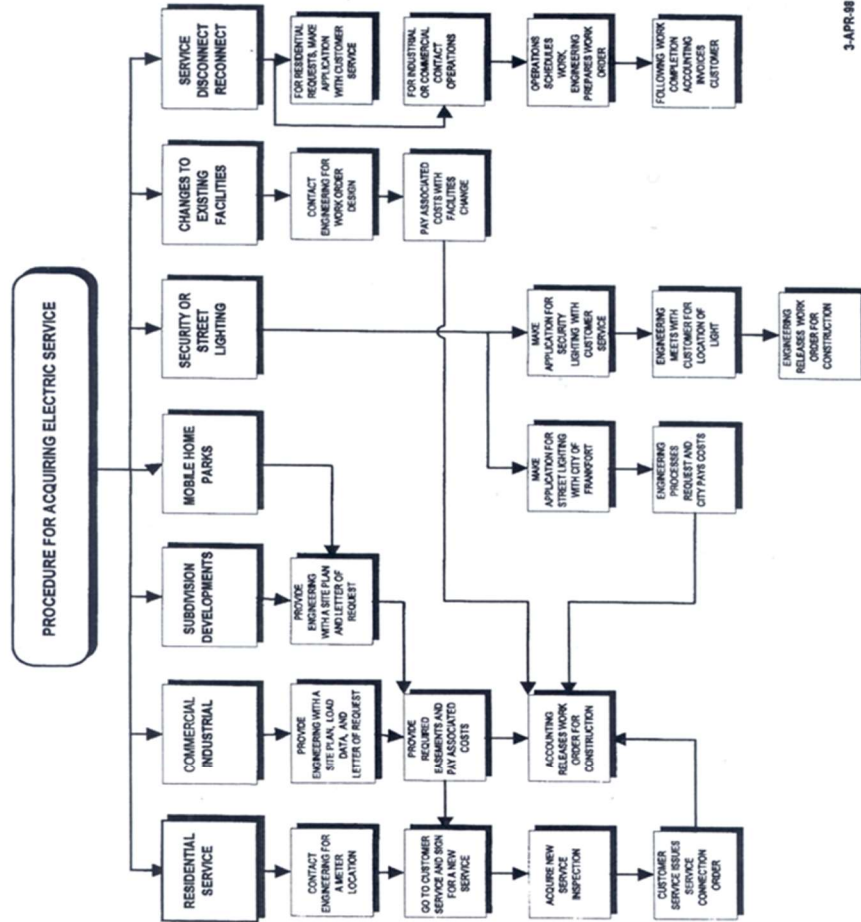 PROCEDURE FOR ACQUIRING ELECTRIC SERVICE
RESIDENTIAL
SERVICE
COMMERCIAL
INDUSTRIAL
SUBDIVISION
DEVELOPMENTS
MOBILE HOME
PARKS
SECURITY OR
STREET
LIGHTING
CHANGES TO
EXISTING
FACILITIES
SERVICE
DISCONNECT
RECONNECT
CONTACT
ENGINEERING FOR
A METER
LOCATION
PROVIDE
ENGINEERING WITH A
SITE PLAN, LOAD
DATA, AND
LETTER OF REQUEST
PROVIDE
ENGINEERING
WITH A SITE PLAN
AND LETTER OF
REQUEST
CONTACT
ENGINEERING FOR
WORK ORDER
DESIGN
FOR RESIDENTIAL
REQUESTS, MAKE
APPLICATION
WITH CUSTOMER
SERVICE
GO TO CUSTOMER
SERVICE AND SIGN
FOR A NEW
SERVICE
PROVIDE
REQUIRED
EASEMENTS AND
PAY ASSOCIATED
COSTS
PAY ASSOCIATED
COSTS WITH
FACILITIES
CHANGE
FOR INDUSTRIAL
OR COMMERCIAL
CONTACT
OPERATIONS
ACQUIRE NEW
SERVICE
INSPECTION
ACCOUNTING
RELEASES WORK
ORDER FOR
CONSTRUCTION
MAKE
APPLICATION FOR
STREET LIGHTING
WITH CITY OF
FRANKFORT
MAKE
APPLICATION FOR
SECURITY
LIGHTING WITH
CUSTOMER
SERVICE
OPERATIONS
SCHEDULES
WORK,
ENGINEERING
PREPARES WORK
ORDER
CUSTOMER
SERVICE ISSUES
SERVICE
CONNECTION
ORDER
ENGINEERING
PROCESSES
REQUEST AND
CITY PAYS COSTS
ENGINEERING
MEETS WITH
CUSTOMER FOR
LOCATION OF
LIGHT
FOLLOWING WORK
COMPLETION
ACCOUNTING
INVOICES
CUSTOMER
ENGINEERING
RELEASES WORK
ORDER FOR
CONSTRUCTION
3-APR-98